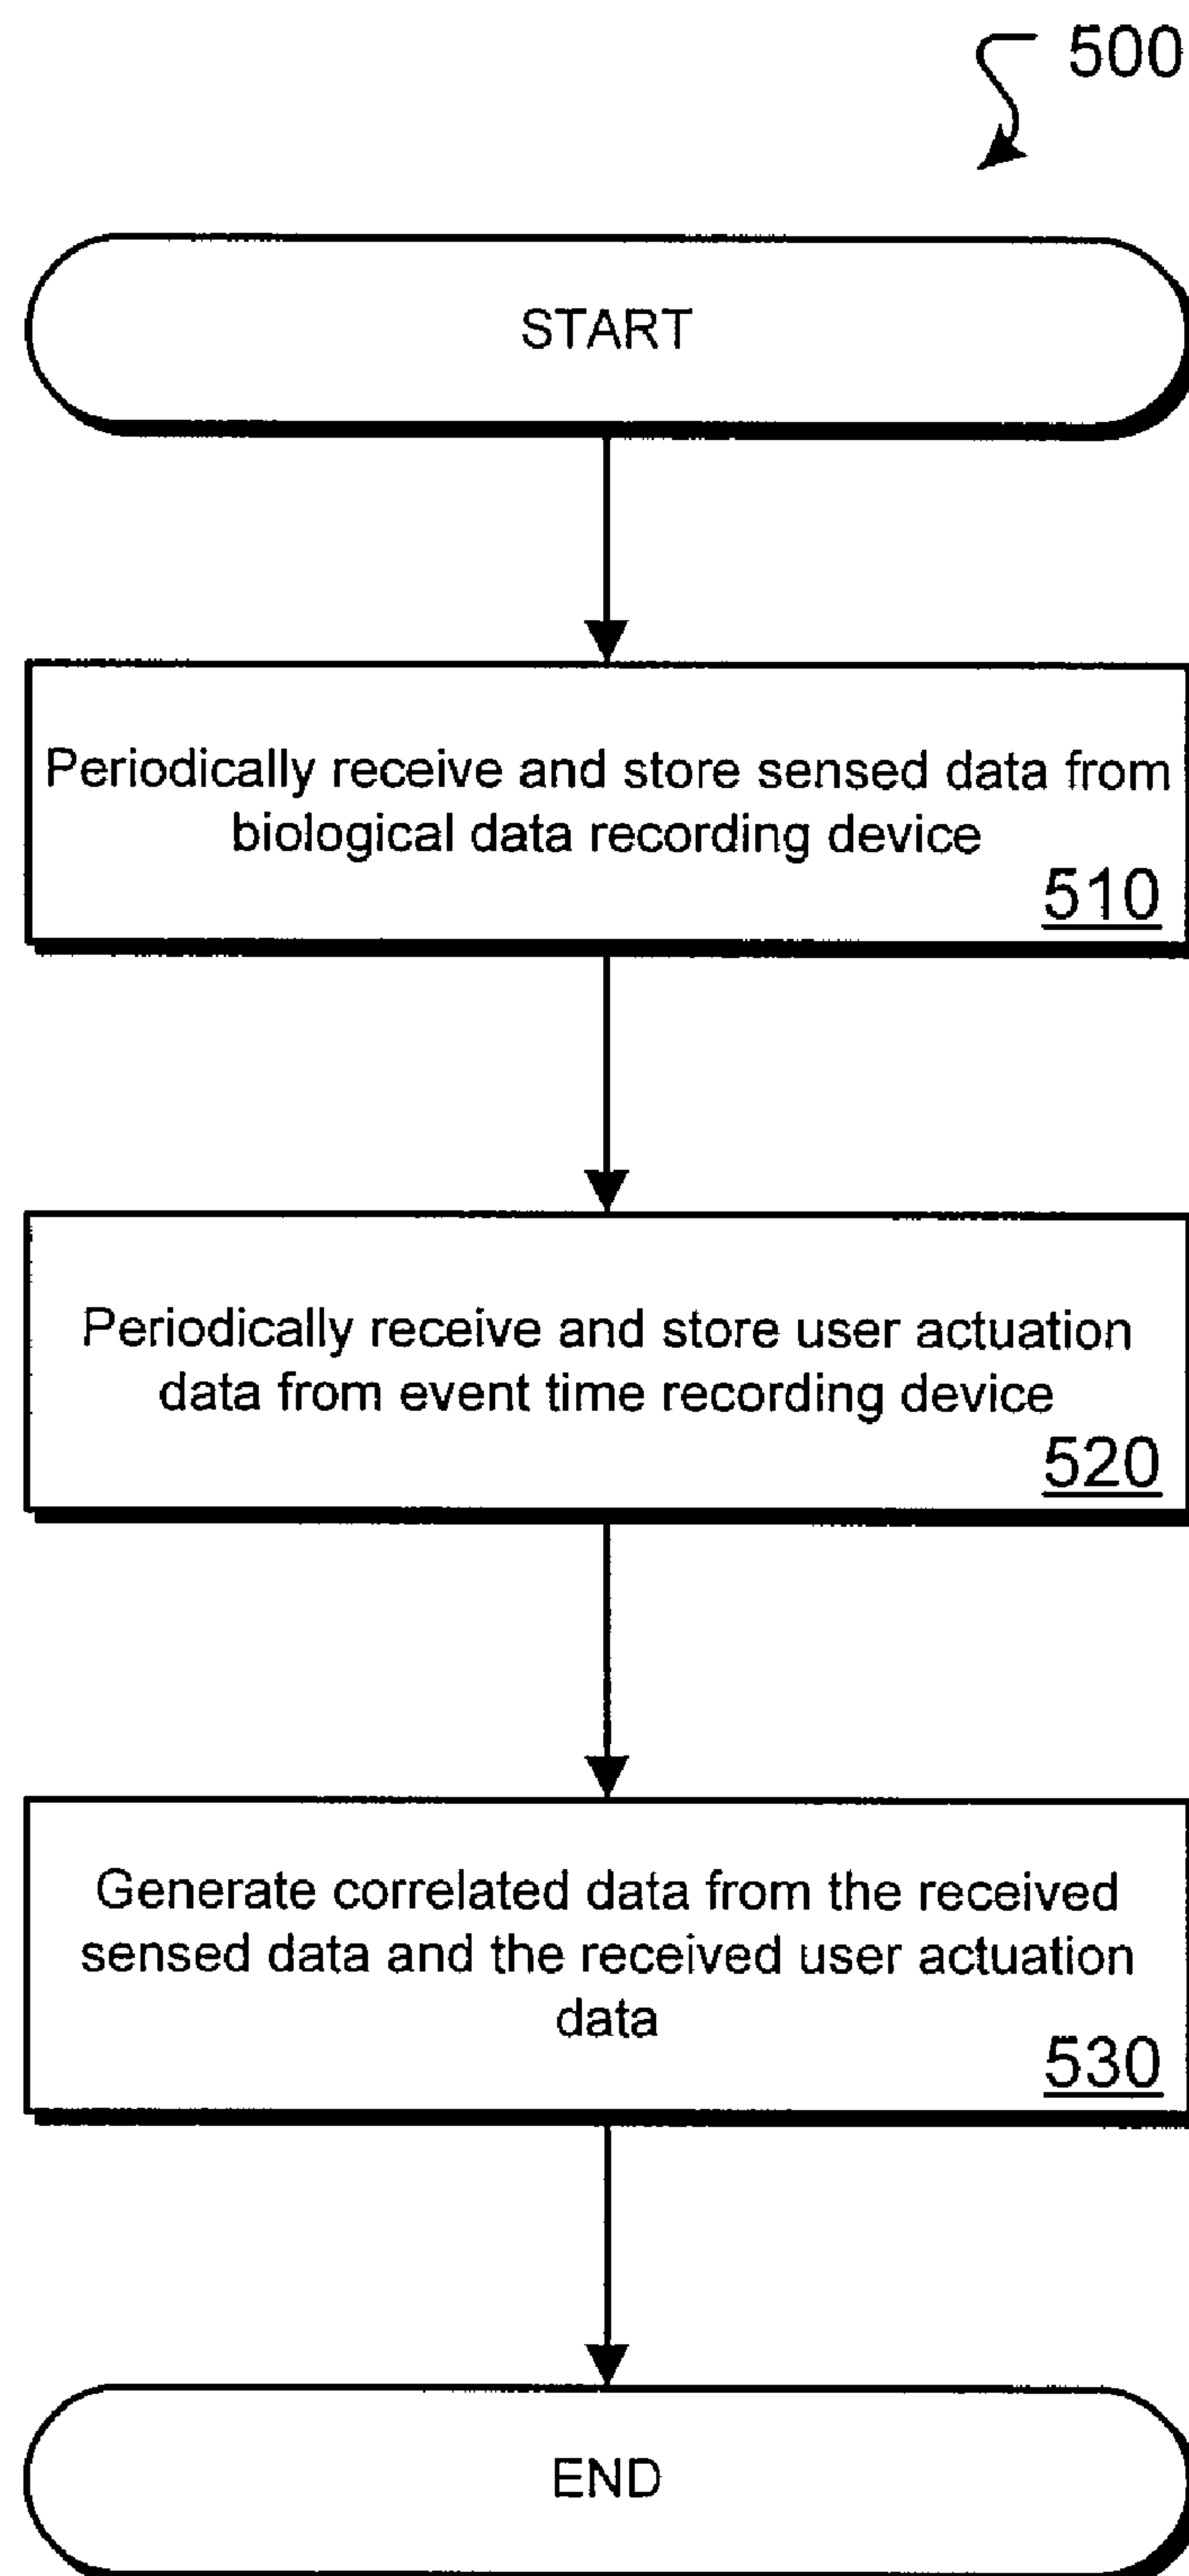 500
START
Periodically receive and store sensed data from
biological data recording device
510
Periodically receive and store user actuation
data from event time recording device
520
Generate correlated data from the received
sensed data and the received user actuation
data
530
END